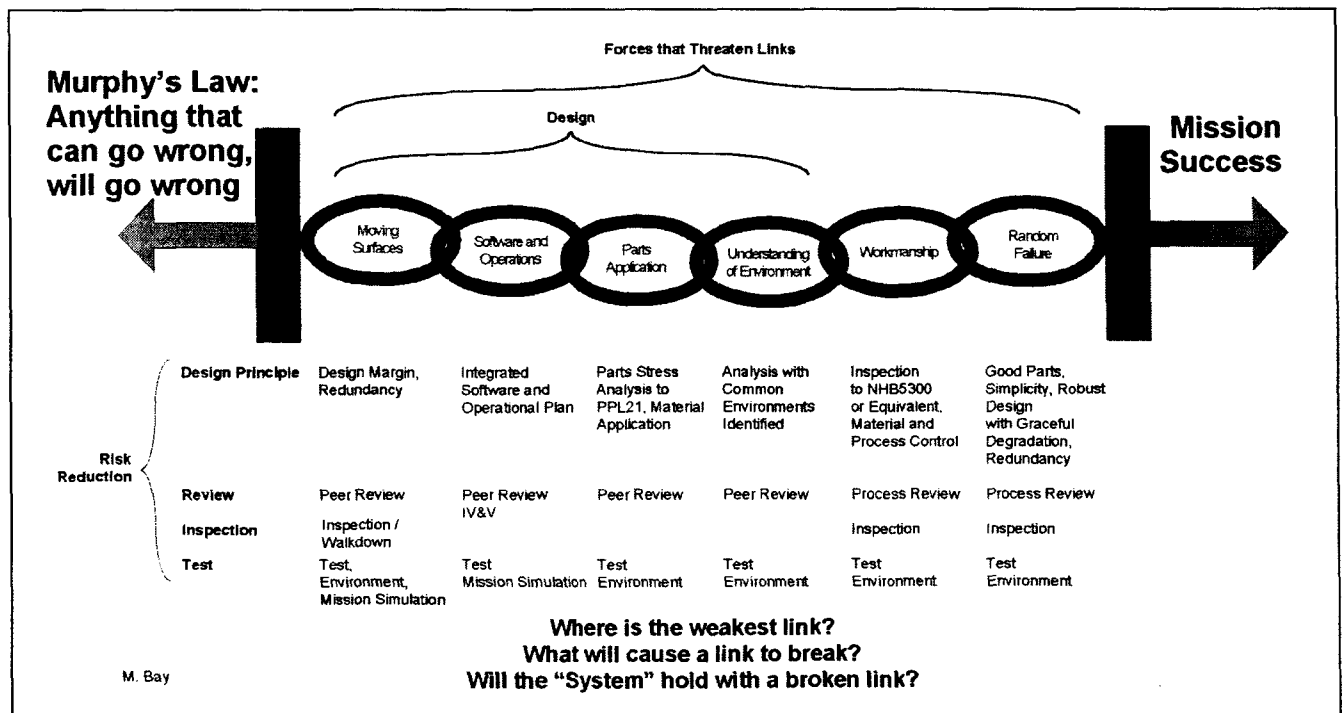 Forces that Threaten Links
Murphy's Law:
Anything that
can go wrong,
will go wrong
Design
Mission
Success
Moving
Surfaces
Software and
Operations
Parts
Application
Understanding
of Environment
Workmanship
Random
Failure
Risk
Reduction
Design Principle
Design Margin,
Redundancy
Integrated
Software and
Operational Plan
Parts Stress
Analysis to
PPL21, Material
Application
Analysis with
Common
Environments
Identified
Inspection
to NHB5300
or Equivalent,
Material and
Process Control
Good Parts,
Simplicity, Robust
Design
with Graceful
Degradation,
Redundancy
Review
Peer Review
Peer Review
IV&V
Peer Review
Peer Review
Process Review
Process Review
Inspection
Inspection /
Walkdown
Inspection
Inspection
Test
Test,
Environment,
Mission Simulation
Test
Mission Simulation
Test
Environment
Test
Environment
Test
Environment
Test
Environment
Where is the weakest link?
What will cause a link to break?
Will the "System" hold with a broken link?
M. Bay